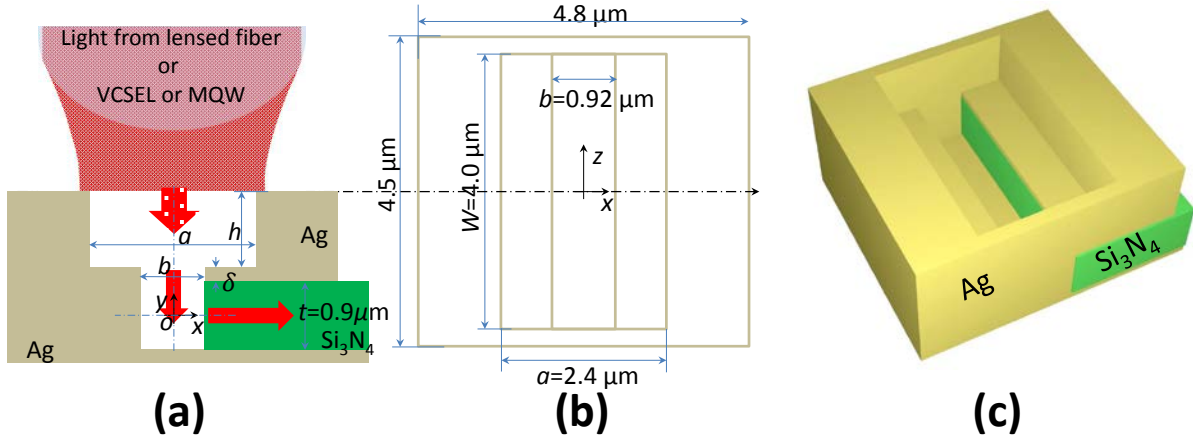 Light from lensed fiber
or
VCSEL or MQW
a
h
Ag
b
δ
y
o
x
t=0.9μm
Si₃N₄
Ag
(a)
4.8 μm
b=0.92 μm
4.5 μm
W=4.0 μm
z
x
a=2.4 μm
(b)
Ag
Si₃N₄
(c)